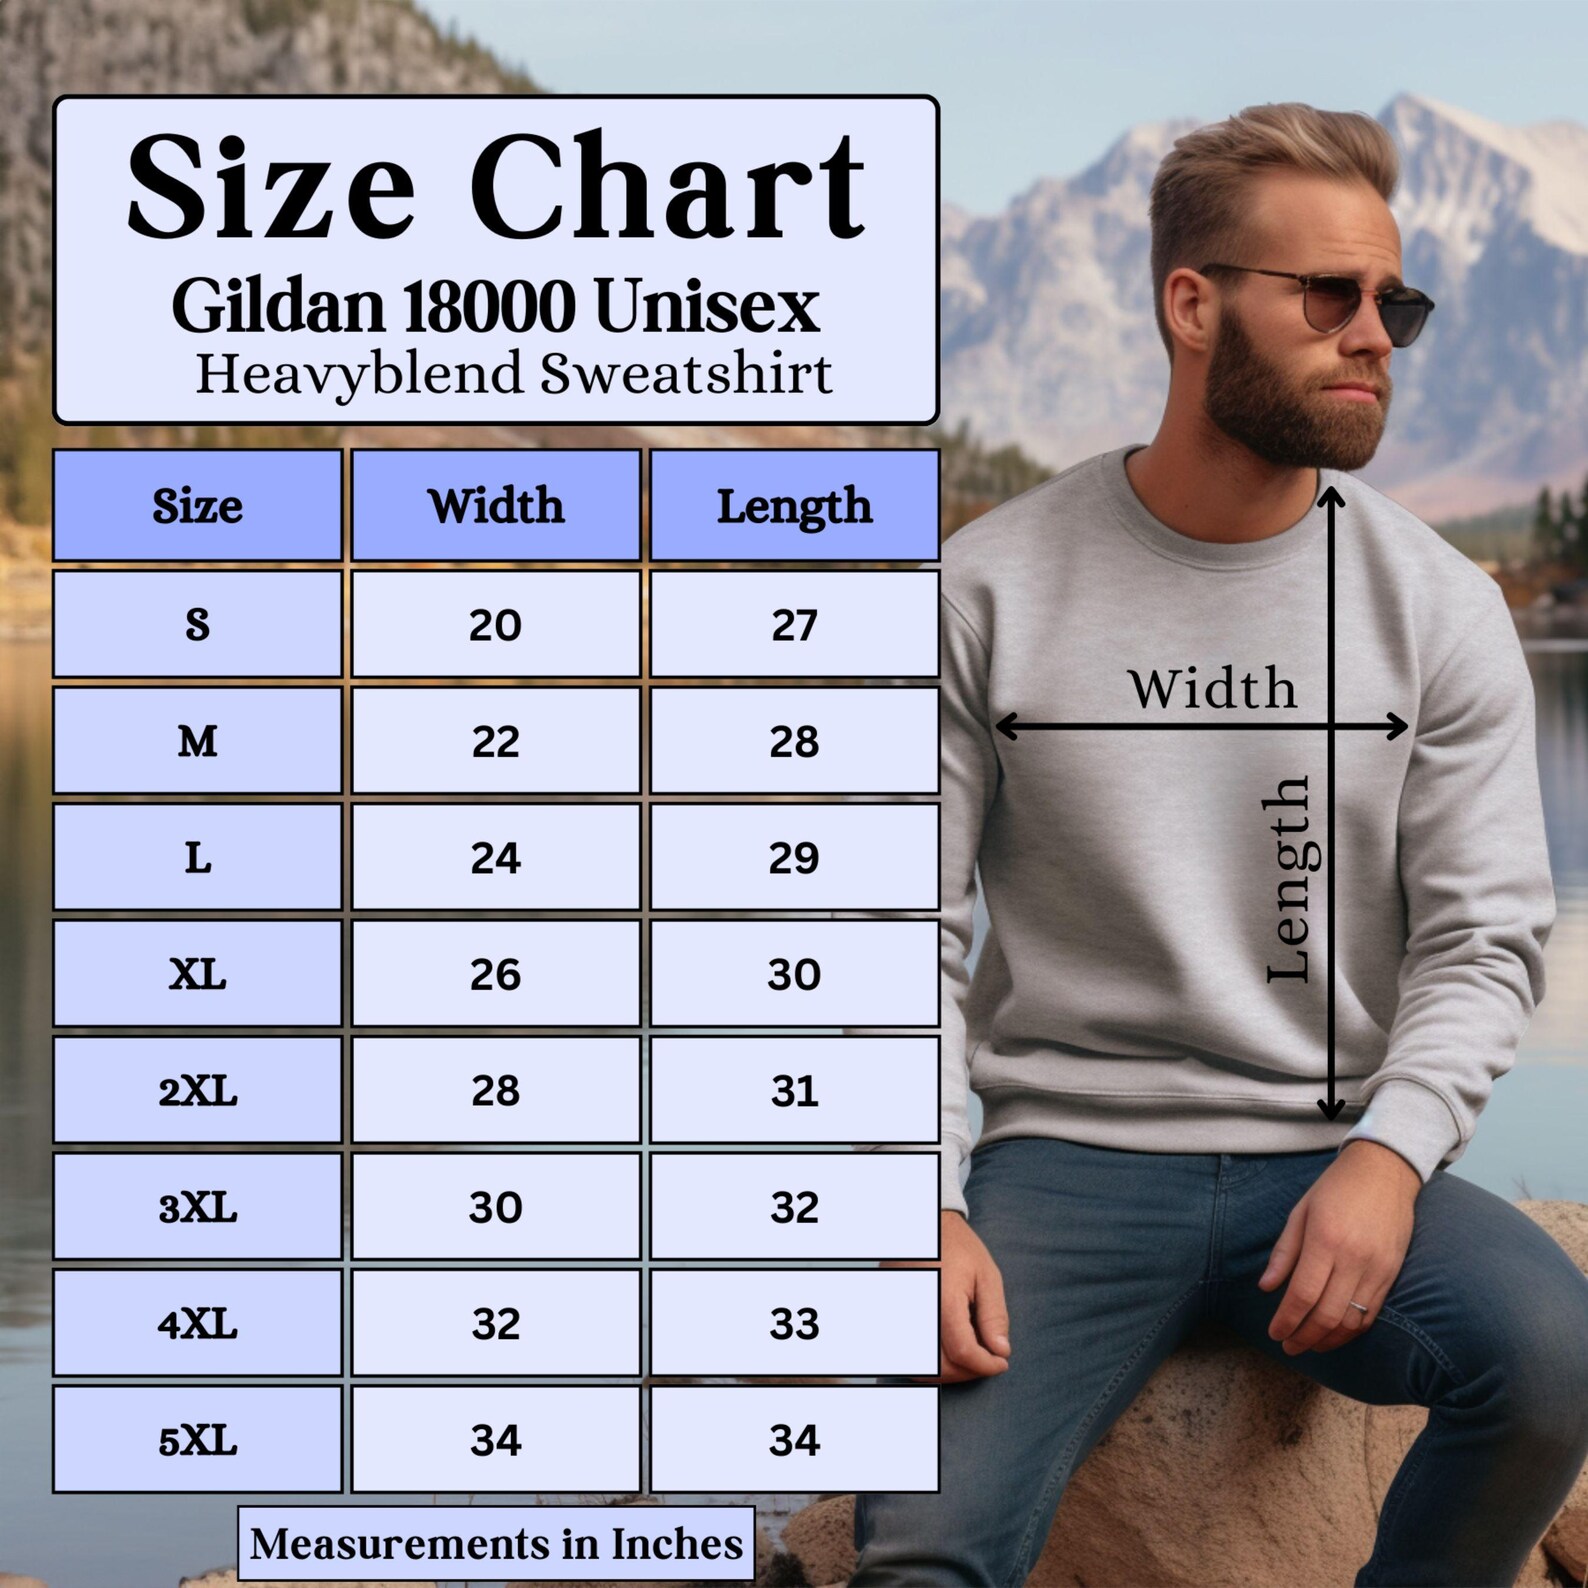 Size Chart
Gildan 18000 Unisex
Heavyblend Sweatshirt
Size Width Length
S 20 27
M 22 28
L 24 29
XL 26 30
2XL 28 31
3XL 30 32
4XL 32 33
5XL 34 34
Measurements in Inches
Width
Length